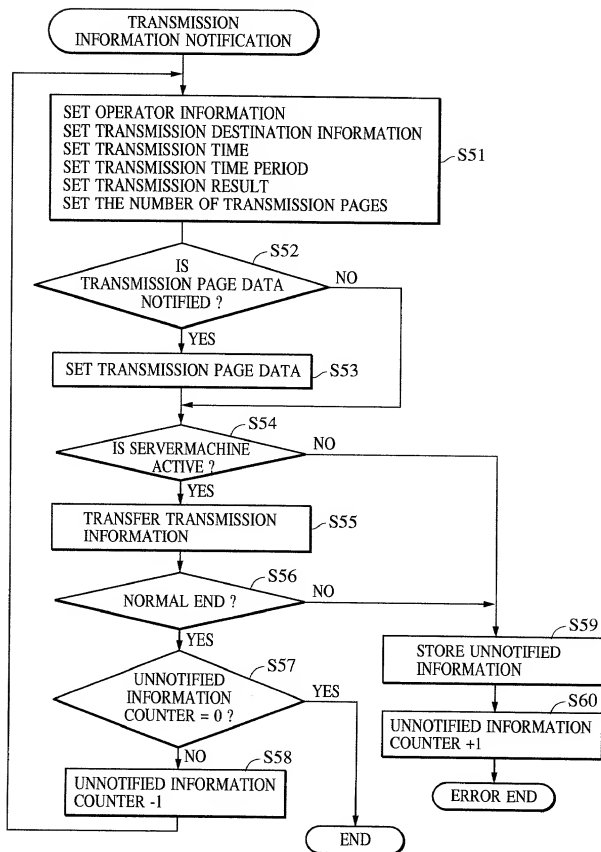 TRANSMISSION
INFORMATION NOTIFICATION
SET OPERATOR INFORMATION
SET TRANSMISSION DESTINATION INFORMATION
SET TRANSMISSION TIME
SET TRANSMISSION TIME PERIOD
SET TRANSMISSION RESULT
SET THE NUMBER OF TRANSMISSION PAGES
S51
S52
IS
TRANSMISSION PAGE DATA
NOTIFIED ?
NO
YES
SET TRANSMISSION PAGE DATA
S53
S54
IS SERVERMACHINE
ACTIVE ?
NO
YES
TRANSFER TRANSMISSION
INFORMATION
S55
S56
NORMAL END ?
NO
YES
S57
UNNOTIFIED
INFORMATION
COUNTER = 0 ?
YES
NO
S58
UNNOTIFIED INFORMATION
COUNTER -1
END
S59
STORE UNNOTIFIED
INFORMATION
S60
UNNOTIFIED INFORMATION
COUNTER +1
ERROR END